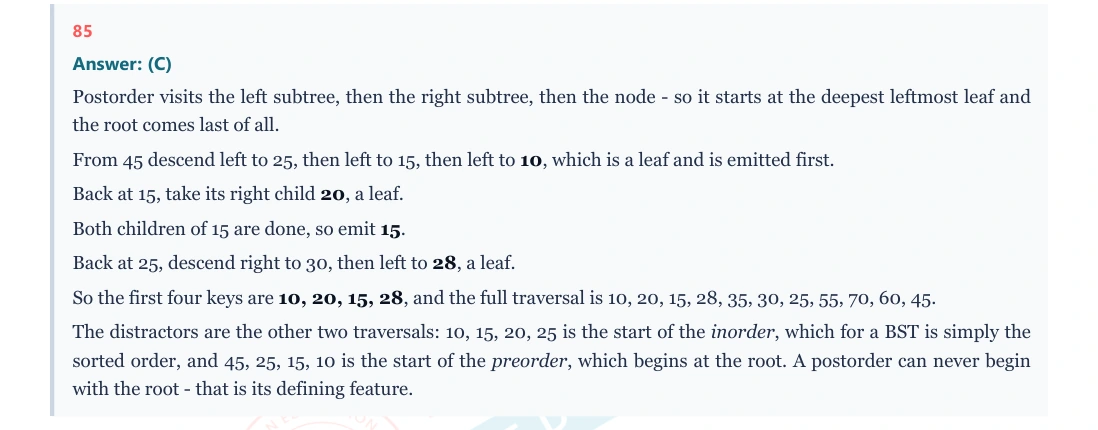 85
Answer: (C)
Postorder visits the left subtree, then the right subtree, then the node - so it starts at the deepest leftmost leaf and
the root comes last of all.
From 45 descend left to 25, then left to 15, then left to 10, which is a leaf and is emitted first.
Back at 15, take its right child 20, a leaf.
Both children of 15 are done, so emit 15.
Back at 25, descend right to 30, then left to 28, a leaf.
So the first four keys are 10, 20, 15, 28, and the full traversal is 10, 20, 15, 28, 35, 30, 25, 55, 70, 60, 45.
The distractors are the other two traversals: 10, 15, 20, 25 is the start of the inorder, which for a BST is simply the
sorted order, and 45, 25, 15, 10 is the start of the preorder, which begins at the root. A postorder can never begin
with the root - that is its defining feature.